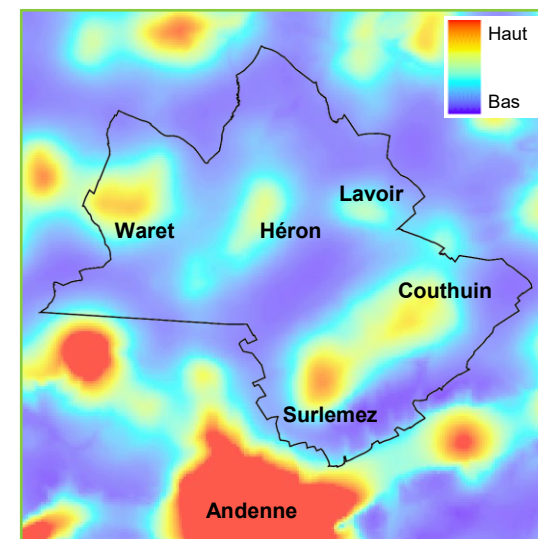 Haut
Bas
Lavoir
Waret
Héron
Couthuin
Surlemez
Andenne